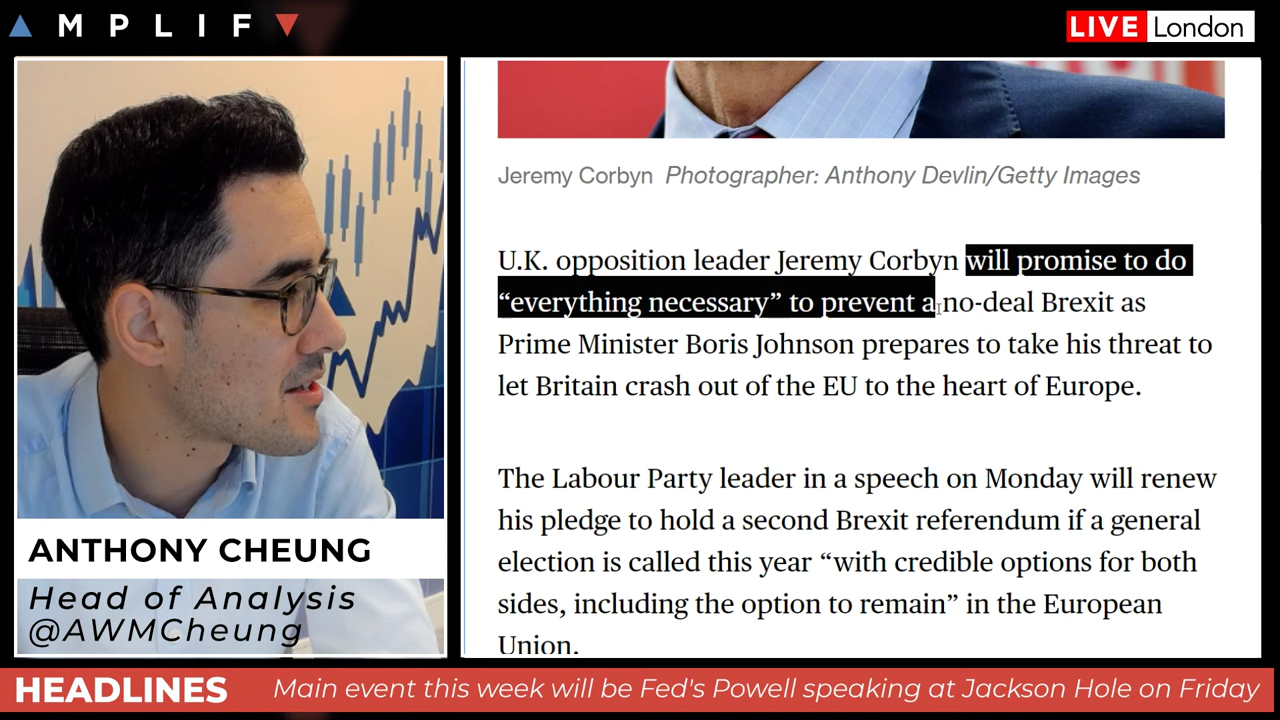 AMPLIFY
LIVE London
Jeremy Corbyn Photographer: Anthony Devlin/Getty Images
U.K. opposition leader Jeremy Corbyn will promise to do
“everything necessary” to prevent a no-deal Brexit as
Prime Minister Boris Johnson prepares to take his threat to
let Britain crash out of the EU to the heart of Europe.
The Labour Party leader in a speech on Monday will renew
his pledge to hold a second Brexit referendum if a general
election is called this year “with credible options for both
sides, including the option to remain” in the European
Union.
ANTHONY CHEUNG
Head of Analysis
@AWMCheung
HEADLINES Main event this week will be Fed's Powell speaking at Jackson Hole on Friday